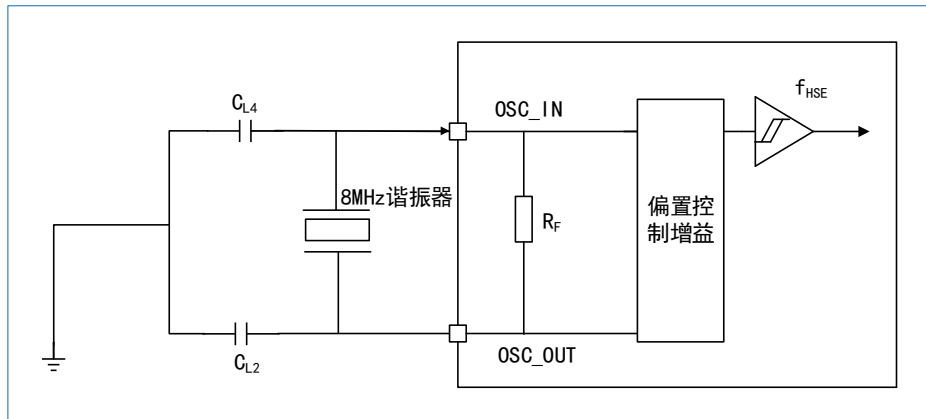 C_L4
OSC_IN
f_HSE
8MHz谐振器
R_F
偏置控
制增益
C_L2
OSC_OUT